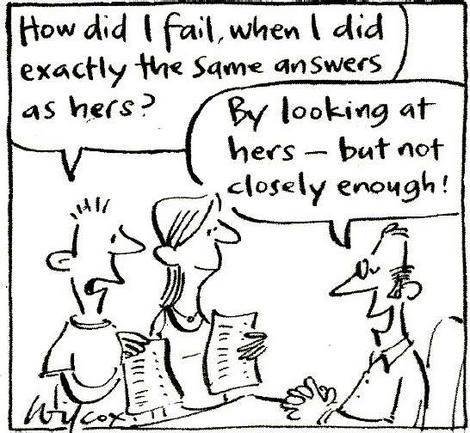 How did I fail, when I did
exactly the same answers
as hers?
By looking at
hers – but not
closely enough!
Wilcox